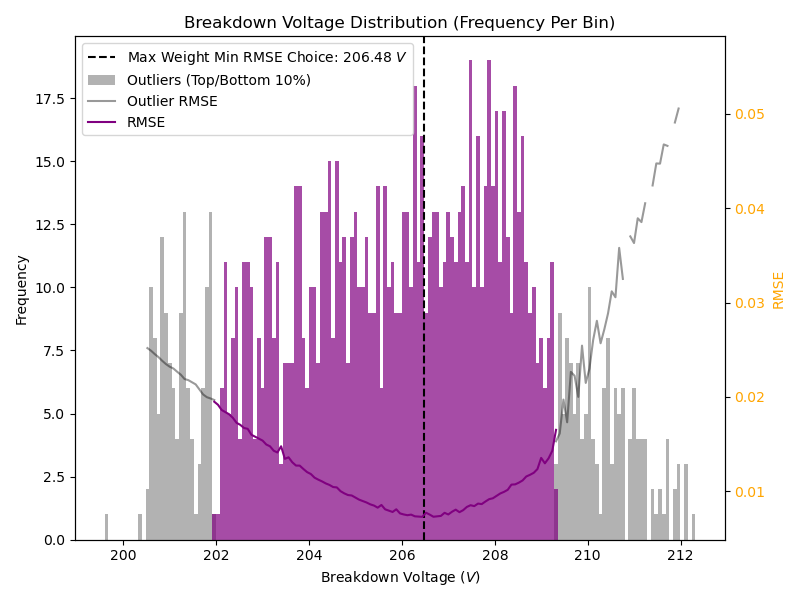 Breakdown Voltage Distribution (Frequency Per Bin)
Max Weight Min RMSE Choice: 206.48 V
Outliers (Top/Bottom 10%)
Outlier RMSE
RMSE
17.5
15.0
12.5
10.0
7.5
5.0
2.5
0.0
Frequency
0.05
0.04
0.03
0.02
0.01
RMSE
200 202 204 206 208 210 212
Breakdown Voltage (V)